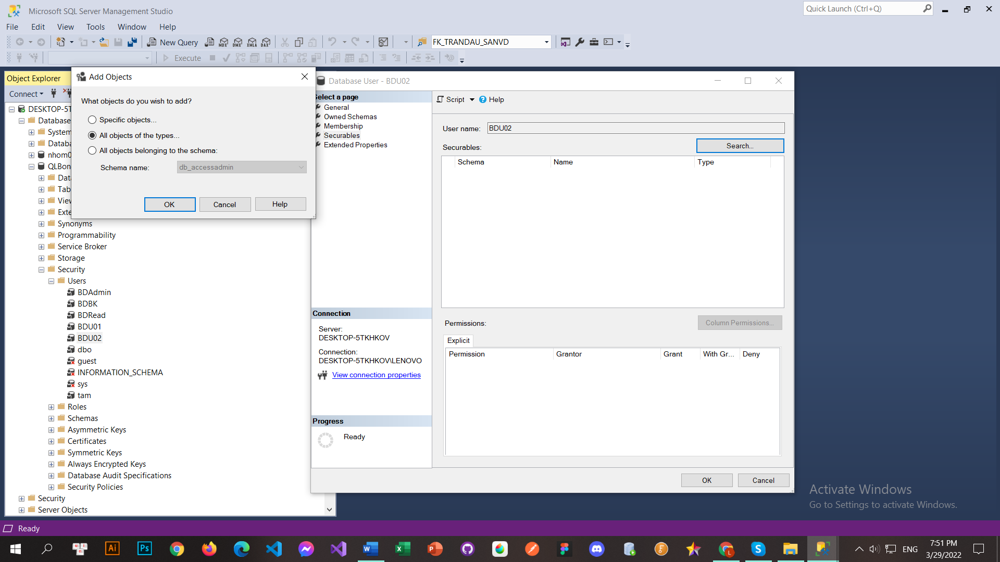 Microsoft SQL Server Management Studio
Quick Launch (Ctrl+Q)
File Edit View Tools Window Help
New Query MDX DMX XMLA DAX FK_TRANDAU_SANVD
Execute
Object Explorer
Connect
DESKTOP-5T
Database
System
Databa
nhom0
QLBon
Data
Tab
View
Exte
Synonyms
Programmability
Service Broker
Storage
Security
Users
BDAdmin
BDBK
BDRead
BDU01
BDU02
dbo
guest
INFORMATION_SCHEMA
sys
tam
Roles
Schemas
Asymmetric Keys
Certificates
Symmetric Keys
Always Encrypted Keys
Database Audit Specifications
Security Policies
Security
Server Objects
Add Objects
What objects do you wish to add?
Specific objects...
All objects of the types...
All objects belonging to the schema:
Schema name: db_accessadmin
OK Cancel Help
Database User - BDU02
Select a page
General
Owned Schemas
Membership
Securables
Extended Properties
Connection
Server:
DESKTOP-5TKHKOV
Connection:
DESKTOP-5TKHKOV\LENOVO
View connection properties
Progress
Ready
Script Help
User name: BDU02
Securables: Search...
Schema Name Type
Permissions: Column Permissions...
Explicit
Permission Grantor Grant With Gr... Deny
OK Cancel
Activate Windows
Go to Settings to activate Windows.
Ready
ENG
7:51 PM
3/29/2022